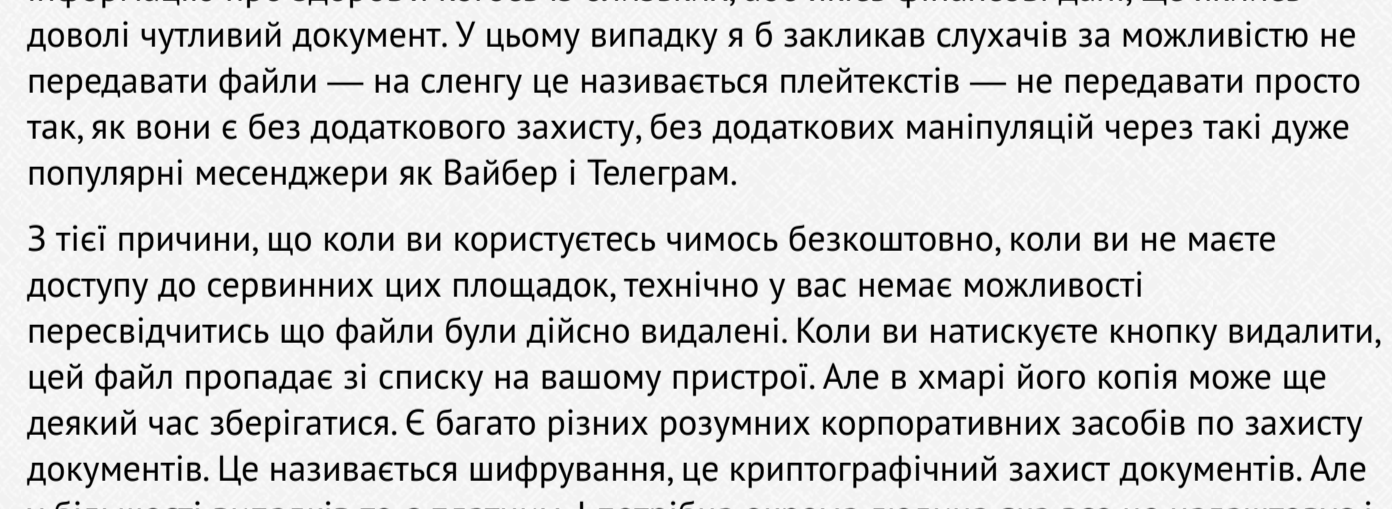 доволі чутливий документ. У цьому випадку я б закликав слухачів за можливістю не
передавати файли — на сленгу це називається плейтекстів — не передавати просто
так, як вони є без додаткового захисту, без додаткових маніпуляцій через такі дуже
популярні месенджери як Вайбер і Телеграм.
З тієї причини, що коли ви користуєтесь чимось безкоштовно, коли ви не маєте
доступу до сервинних цих площадок, технічно у вас немає можливості
пересвідчитись що файли були дійсно видалені. Коли ви натискуєте кнопку видалити,
цей файл пропадає зі списку на вашому пристрої. Але в хмарі його копія може ще
деякий час зберігатися. Є багато різних розумних корпоративних засобів по захисту
документів. Це називається шифрування, це криптографічний захист документів. Але